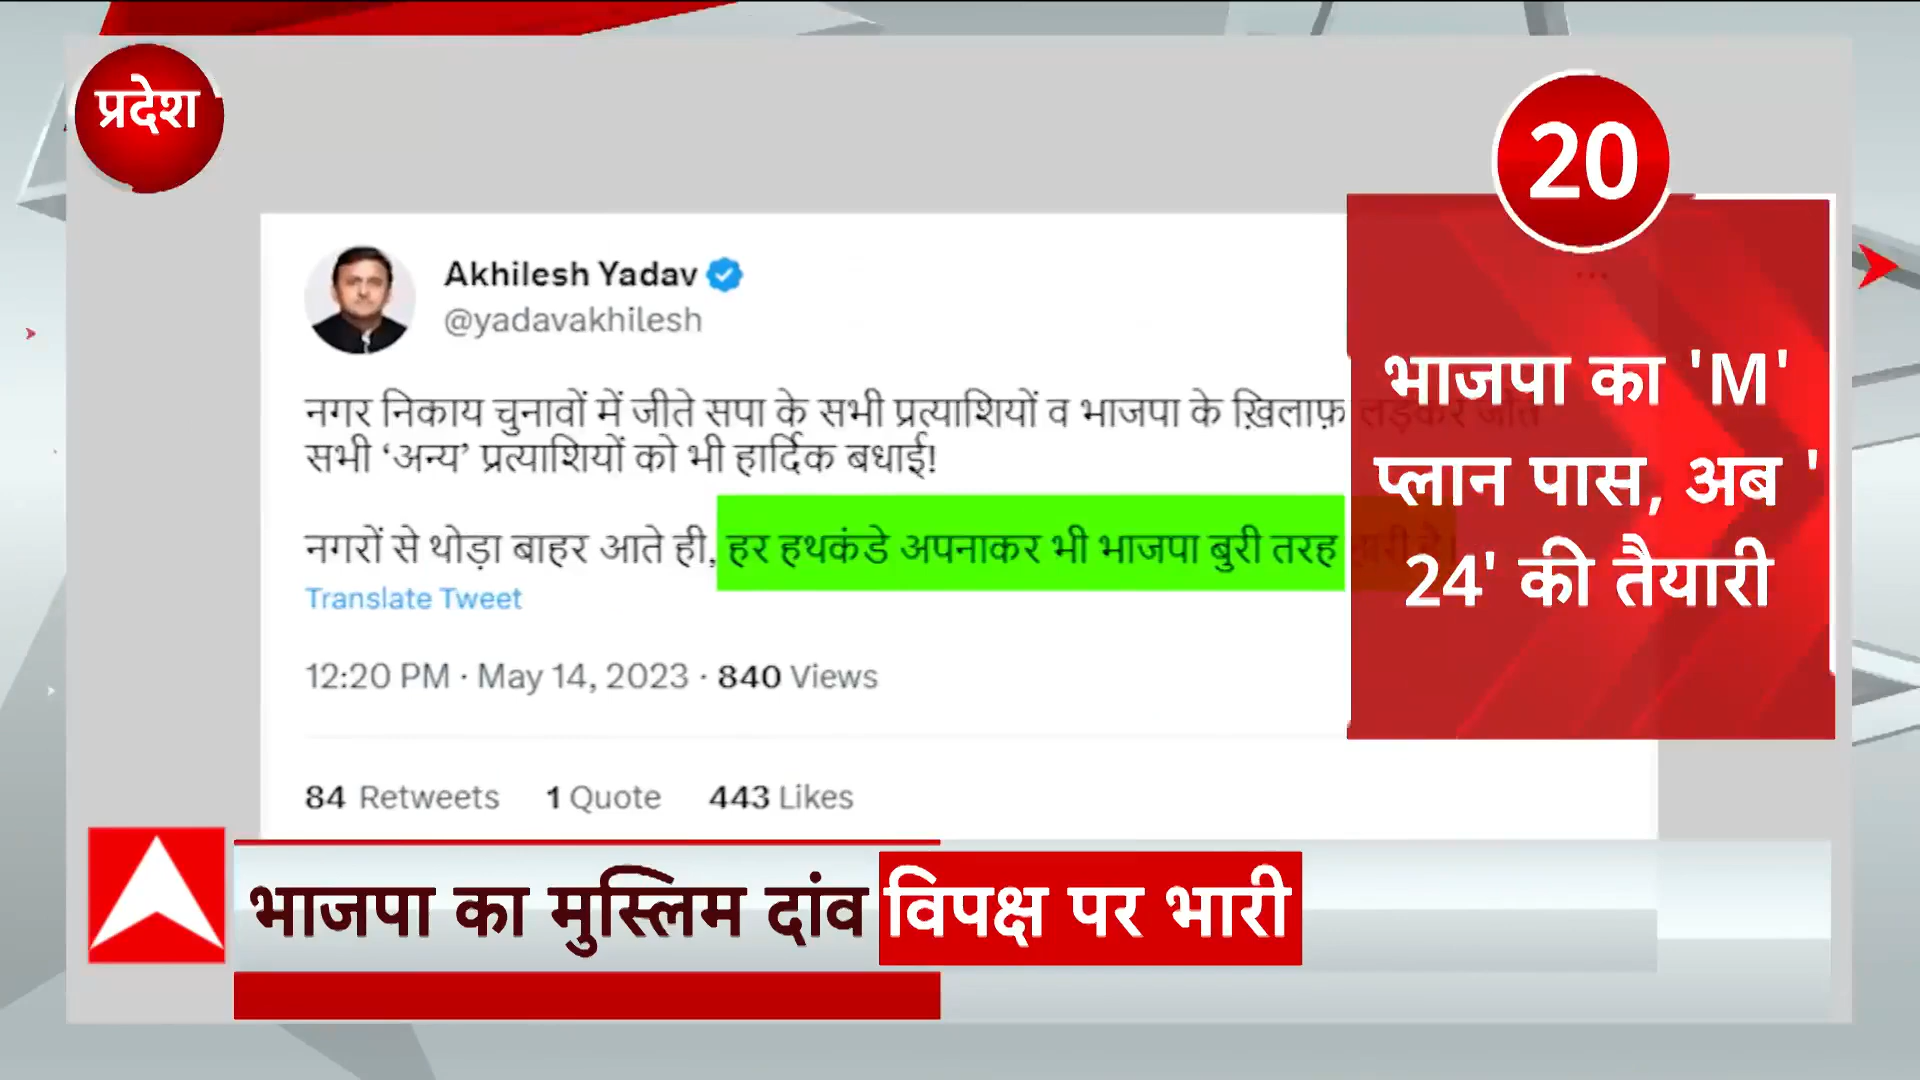 प्रदेश
20
Akhilesh Yadav
@yadavakhilesh
नगर निकाय चुनावों में जीते सपा के सभी प्रत्याशियों व भाजपा के ख़िलाफ़ लड़कर जीते
सभी ‘अन्य’ प्रत्याशियों को भी हार्दिक बधाई!
नगरों से थोड़ा बाहर आते ही, हर हथकंडे अपनाकर भी भाजपा बुरी तरह हारी है।
Translate Tweet
12:20 PM · May 14, 2023 · 840 Views
84 Retweets 1 Quote 443 Likes
भाजपा का 'M'
प्लान पास, अब '
24' की तैयारी
भाजपा का मुस्लिम दांव विपक्ष पर भारी